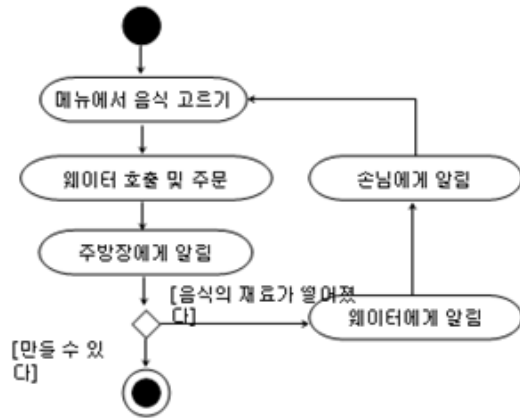 메뉴에서 음식 고르기
웨이터 호출 및 주문
손님에게 알림
주방장에게 알림
[음식의 재료가 떨어졌
다]
웨이터에게 알림
[만들 수 있
다]